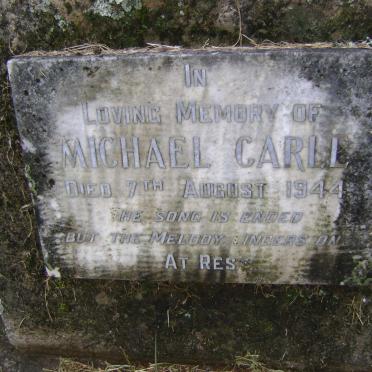 IN
LOVING MEMORY OF
MICHAEL CARLE
DIED 7TH AUGUST 1944
THE SONG IS ENDED
BUT THE MELODY LINGERS ON
AT REST